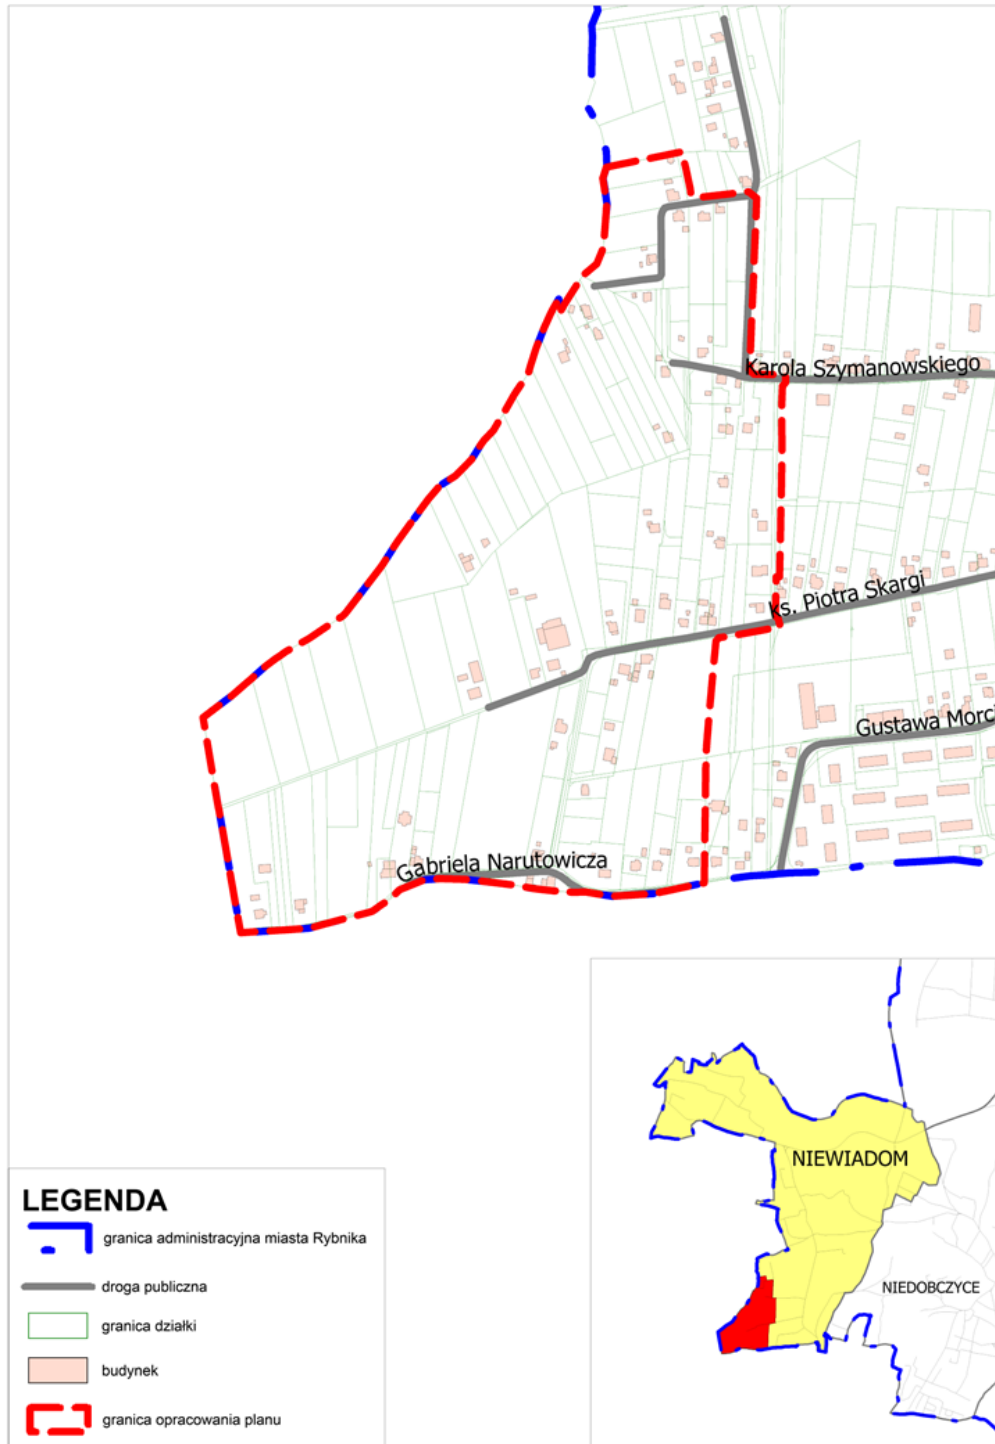 Karola Szymanowskiego
ks. Piotra Skargi
Gustawa Morci
Gabriela Narutowicza
NIEWIADOM
NIEDOBCZYCE
LEGENDA
granica administracyjna miasta Rybnika
droga publiczna
granica działki
budynek
granica opracowania planu